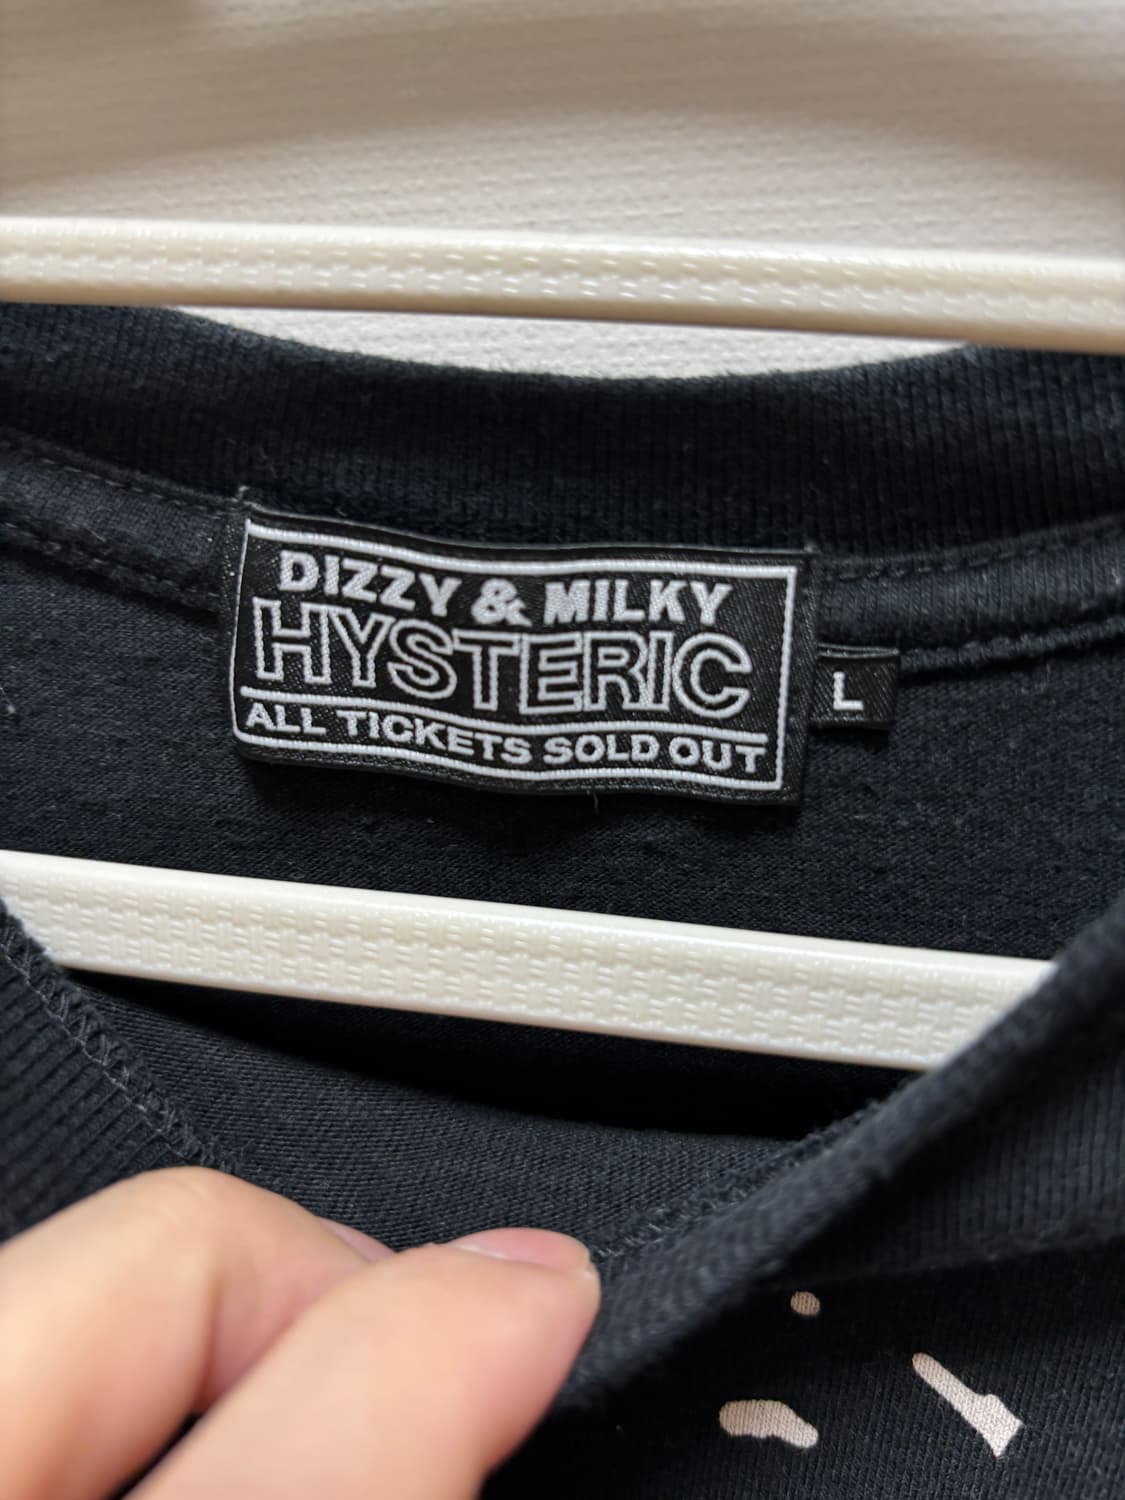 DIZZY & MILKY
HYSTERIC
ALL TICKETS SOLD OUT
L